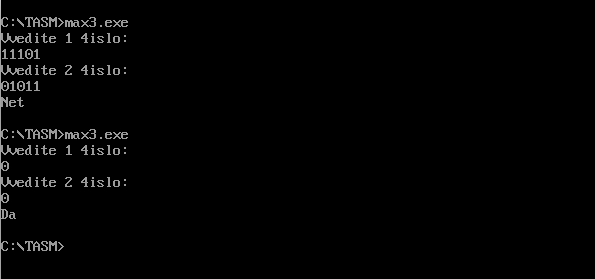 C:\TASM>max3.exe
Vvedite 1 4islo:
11101
Vvedite 2 4islo:
01011
Net
C:\TASM>max3.exe
Vvedite 1 4islo:
0
Vvedite 2 4islo:
0
Da
C:\TASM>